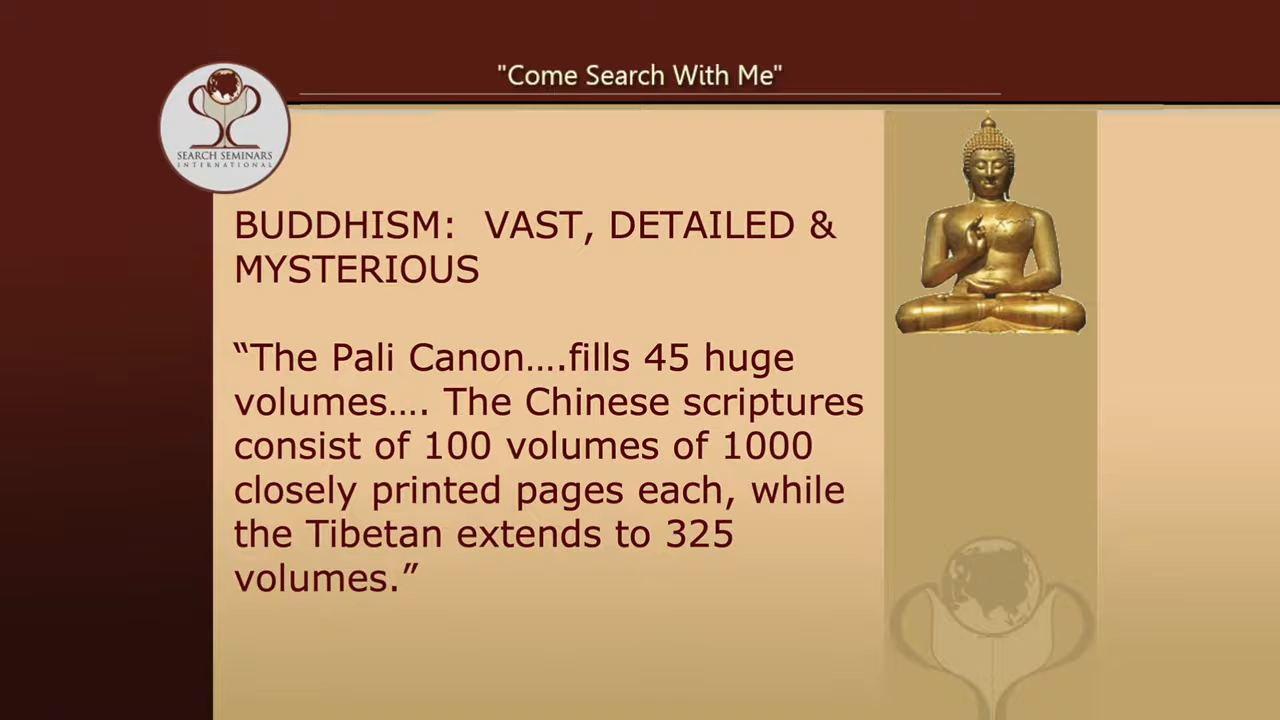 "Come Search With Me"
SEARCH SEMINARS
INTERNATIONAL
BUDDHISM:  VAST, DETAILED &
MYSTERIOUS
“The Pali Canon….fills 45 huge
volumes…. The Chinese scriptures
consist of 100 volumes of 1000
closely printed pages each, while
the Tibetan extends to 325
volumes.”